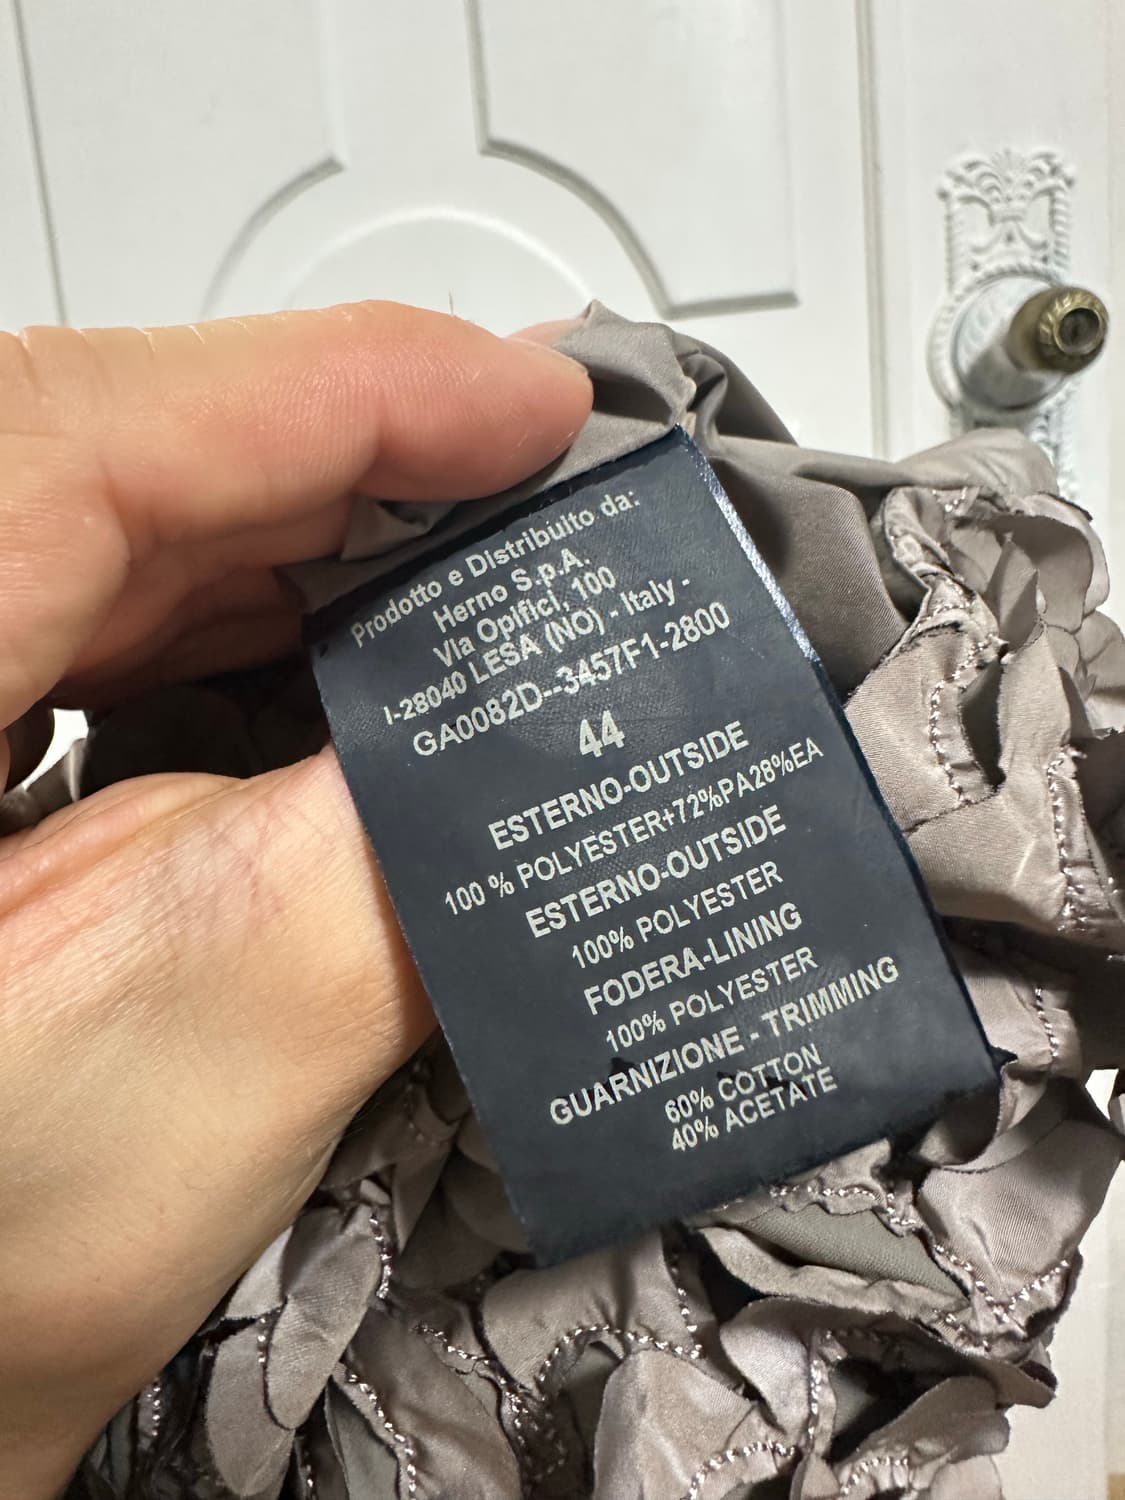 Prodotto e Distribuito da:
Herno S.p.A.
Via Opifici, 100
I-28040 LESA (NO) - Italy -
GA0082D--3457F1-2800
44
ESTERNO-OUTSIDE
100 % POLYESTER+72%PA28%EA
ESTERNO-OUTSIDE
100% POLYESTER
FODERA-LINING
100% POLYESTER
GUARNIZIONE - TRIMMING
60% COTTON
40% ACETATE